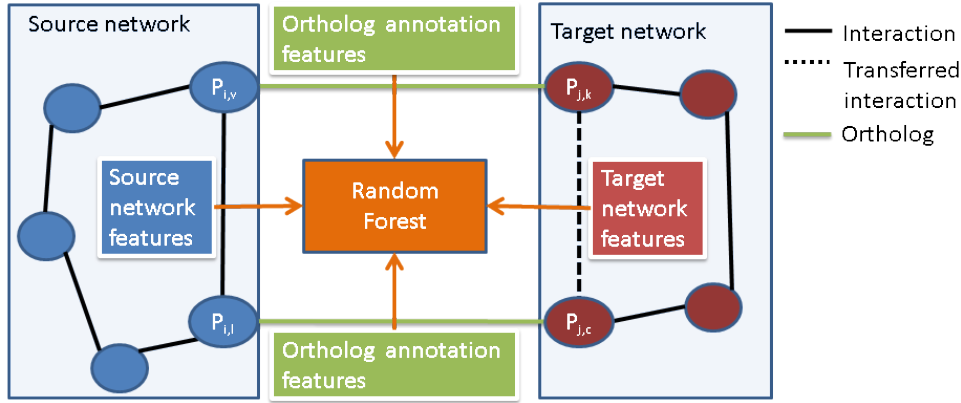 Source network
Ortholog annotation
features
Target network
Interaction
Transferred
interaction
Ortholog
Pi,v
Pj,k
Source
network
features
Random
Forest
Target
network
features
Pi,l
Pj,c
Ortholog annotation
features